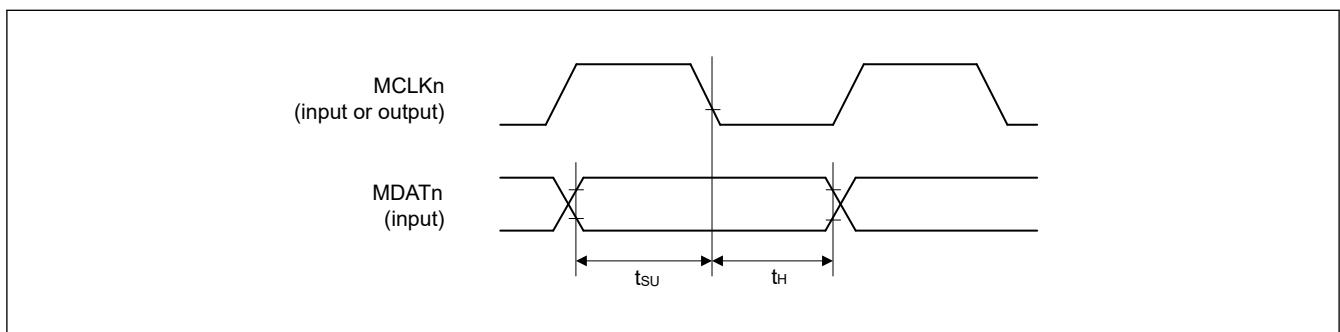 MCLKn
(input or output)
MDATn
(input)
tSU
tH